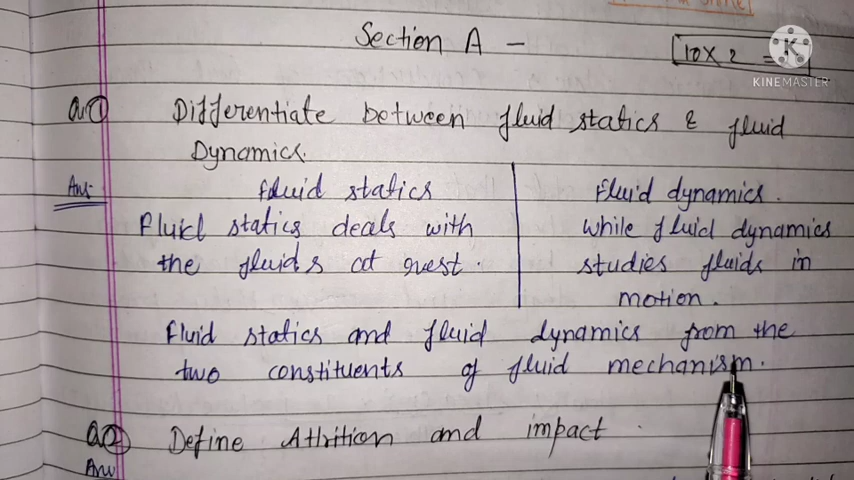 Section A -
10 x 2 =
K
KINEMASTER
Q1 Differentiate between fluid statics & fluid
Dynamics.
Ans.
fluid statics
Fluid dynamics.
Fluid statics deals with
the fluids at rest.
while fluid dynamics
studies fluids in
motion.
Fluid statics and fluid dynamics from the
two constituents of fluid mechanism.
Q2 Define Attrition and impact.
Ans